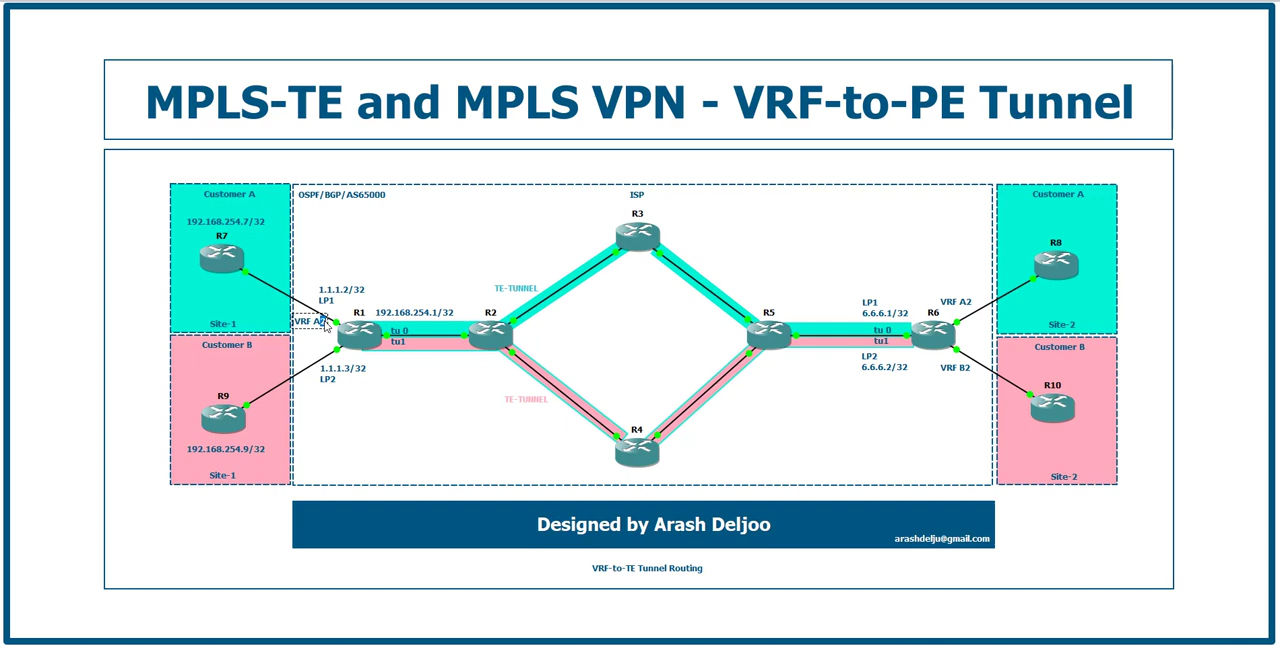 MPLS-TE and MPLS VPN - VRF-to-PE Tunnel
Customer A
192.168.254.7/32
R7
Site-1
Customer B
R9
192.168.254.9/32
Site-1
OSPF/BGP/AS65000
ISP
1.1.1.2/32
LP1
VRF A
R1
192.168.254.1/32
tu 0
tu1
1.1.1.3/32
LP2
R2
TE-TUNNEL
TE-TUNNEL
R3
R4
R5
LP1
6.6.6.1/32
tu 0
tu1
LP2
6.6.6.2/32
R6
VRF A2
VRF B2
Customer A
R8
Site-2
Customer B
R10
Site-2
Designed by Arash Deljoo
arashdelju@gmail.com
VRF-to-TE Tunnel Routing